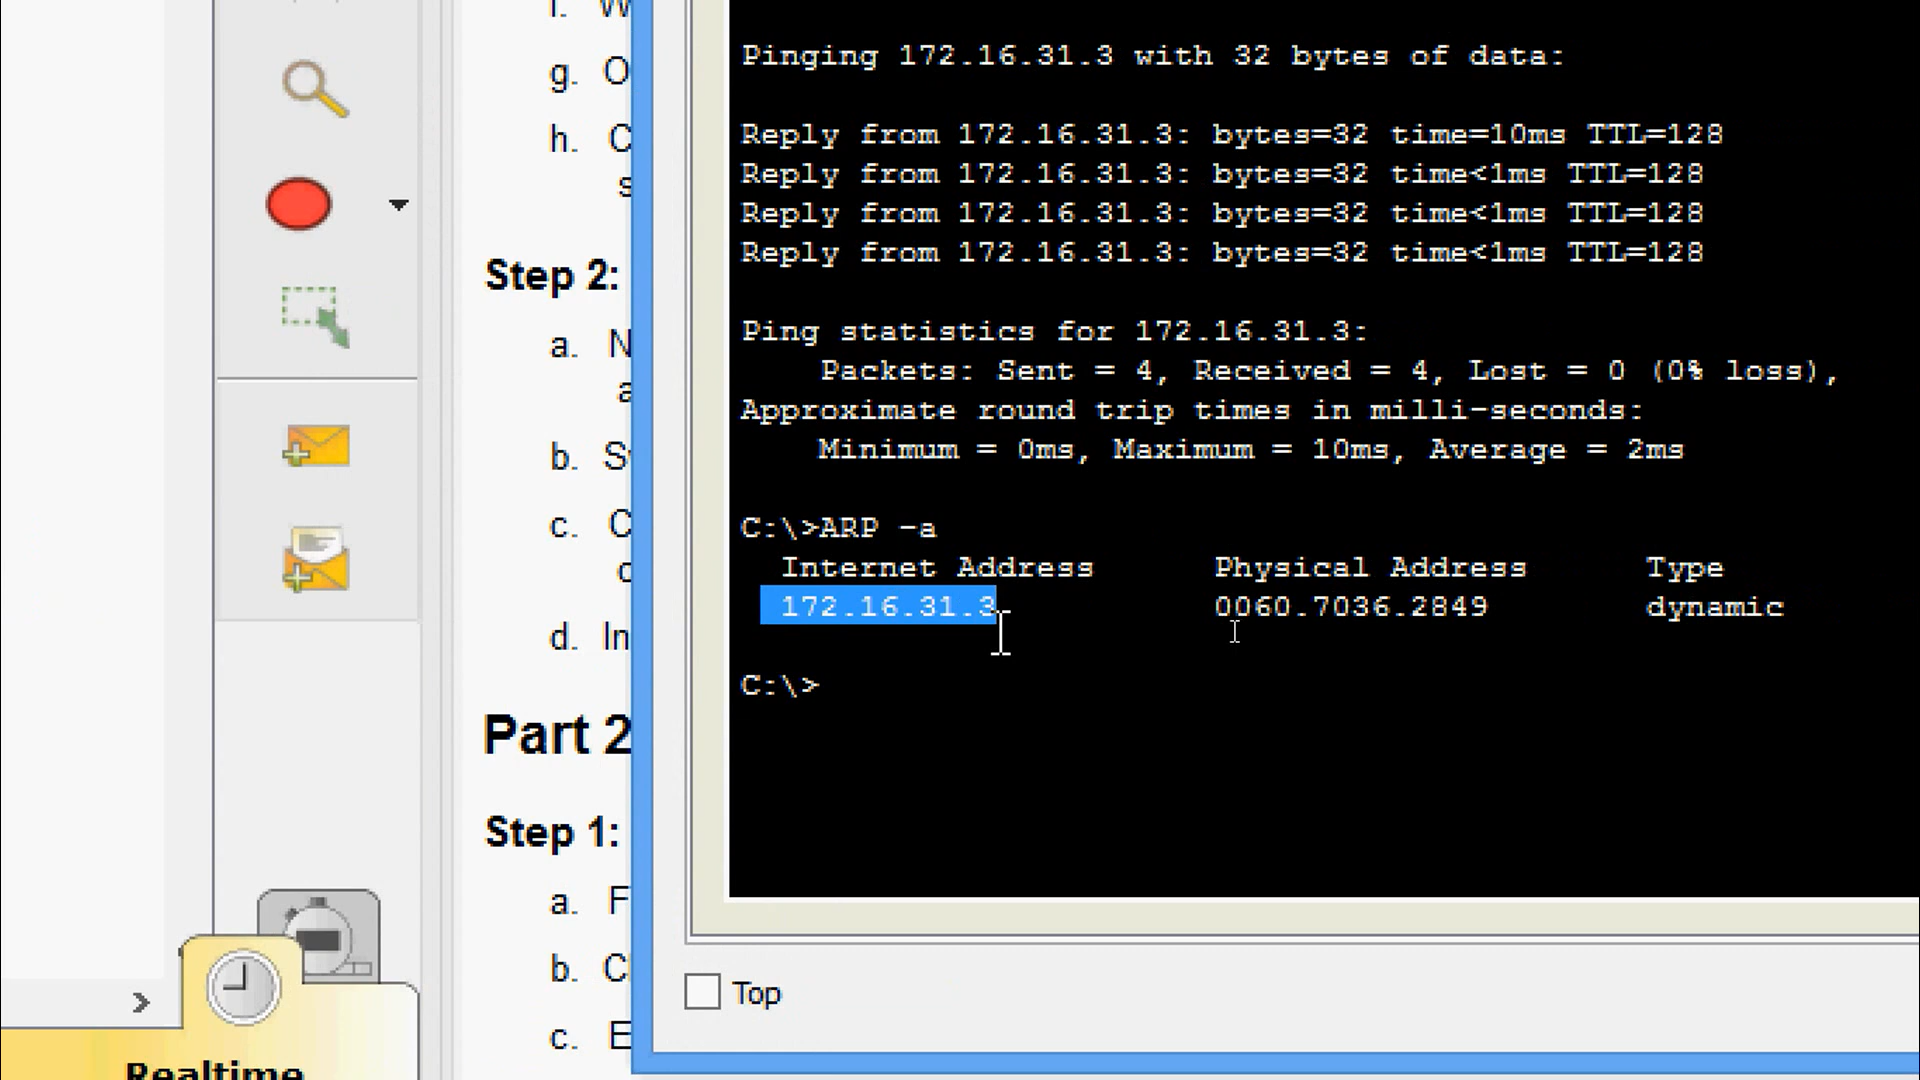 g. O
h. C
s
Step 2:
a. N
a
b. S
c. C
d. In
Part 2
Step 1:
a. F
b. C
c. E
Realtime
Pinging 172.16.31.3 with 32 bytes of data:
Reply from 172.16.31.3: bytes=32 time=10ms TTL=128
Reply from 172.16.31.3: bytes=32 time<1ms TTL=128
Reply from 172.16.31.3: bytes=32 time<1ms TTL=128
Reply from 172.16.31.3: bytes=32 time<1ms TTL=128
Ping statistics for 172.16.31.3:
Packets: Sent = 4, Received = 4, Lost = 0 (0% loss),
Approximate round trip times in milli-seconds:
Minimum = 0ms, Maximum = 10ms, Average = 2ms
C:\>ARP -a
Internet Address Physical Address Type
172.16.31.3 0060.7036.2849 dynamic
C:\>
Top